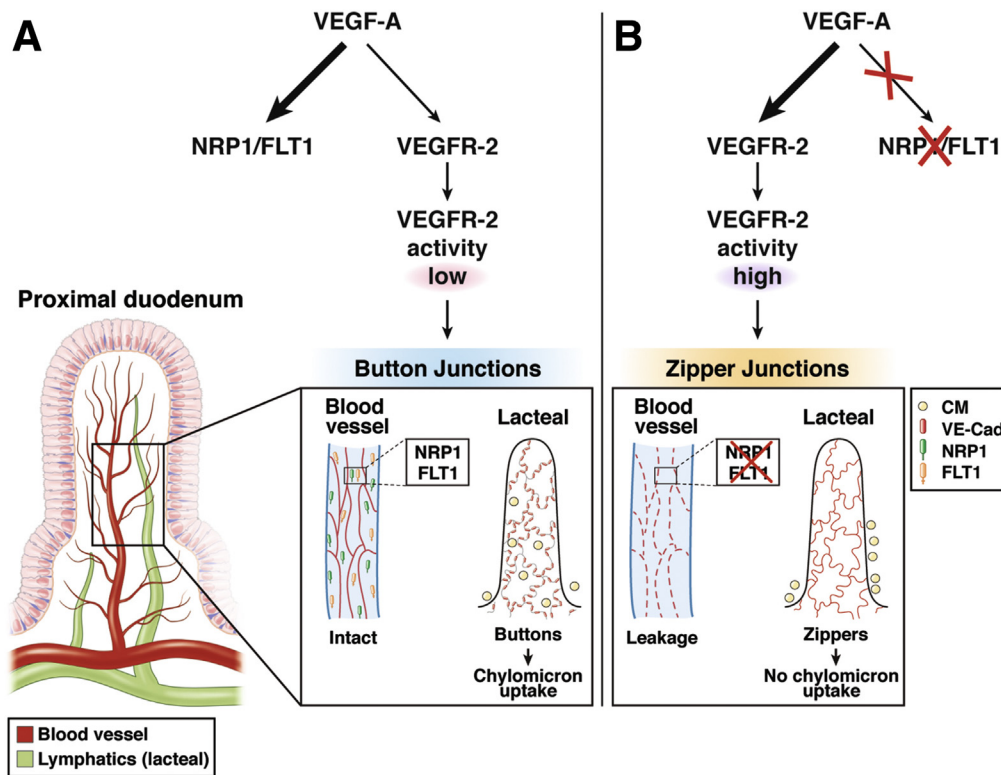 A
VEGF-A
NRP1/FLT1
VEGFR-2
VEGFR-2
activity
low
Proximal duodenum
Button Junctions
Blood
vessel
Lacteal
NRP1
FLT1
Intact
Buttons
Chylomicron
uptake
Blood vessel
Lymphatics (lacteal)
B
VEGF-A
VEGFR-2
NRP1/FLT1
VEGFR-2
activity
high
Zipper Junctions
Blood
vessel
Lacteal
NRP1
FLT1
Leakage
Zippers
No chylomicron
uptake
CM
VE-Cad
NRP1
FLT1